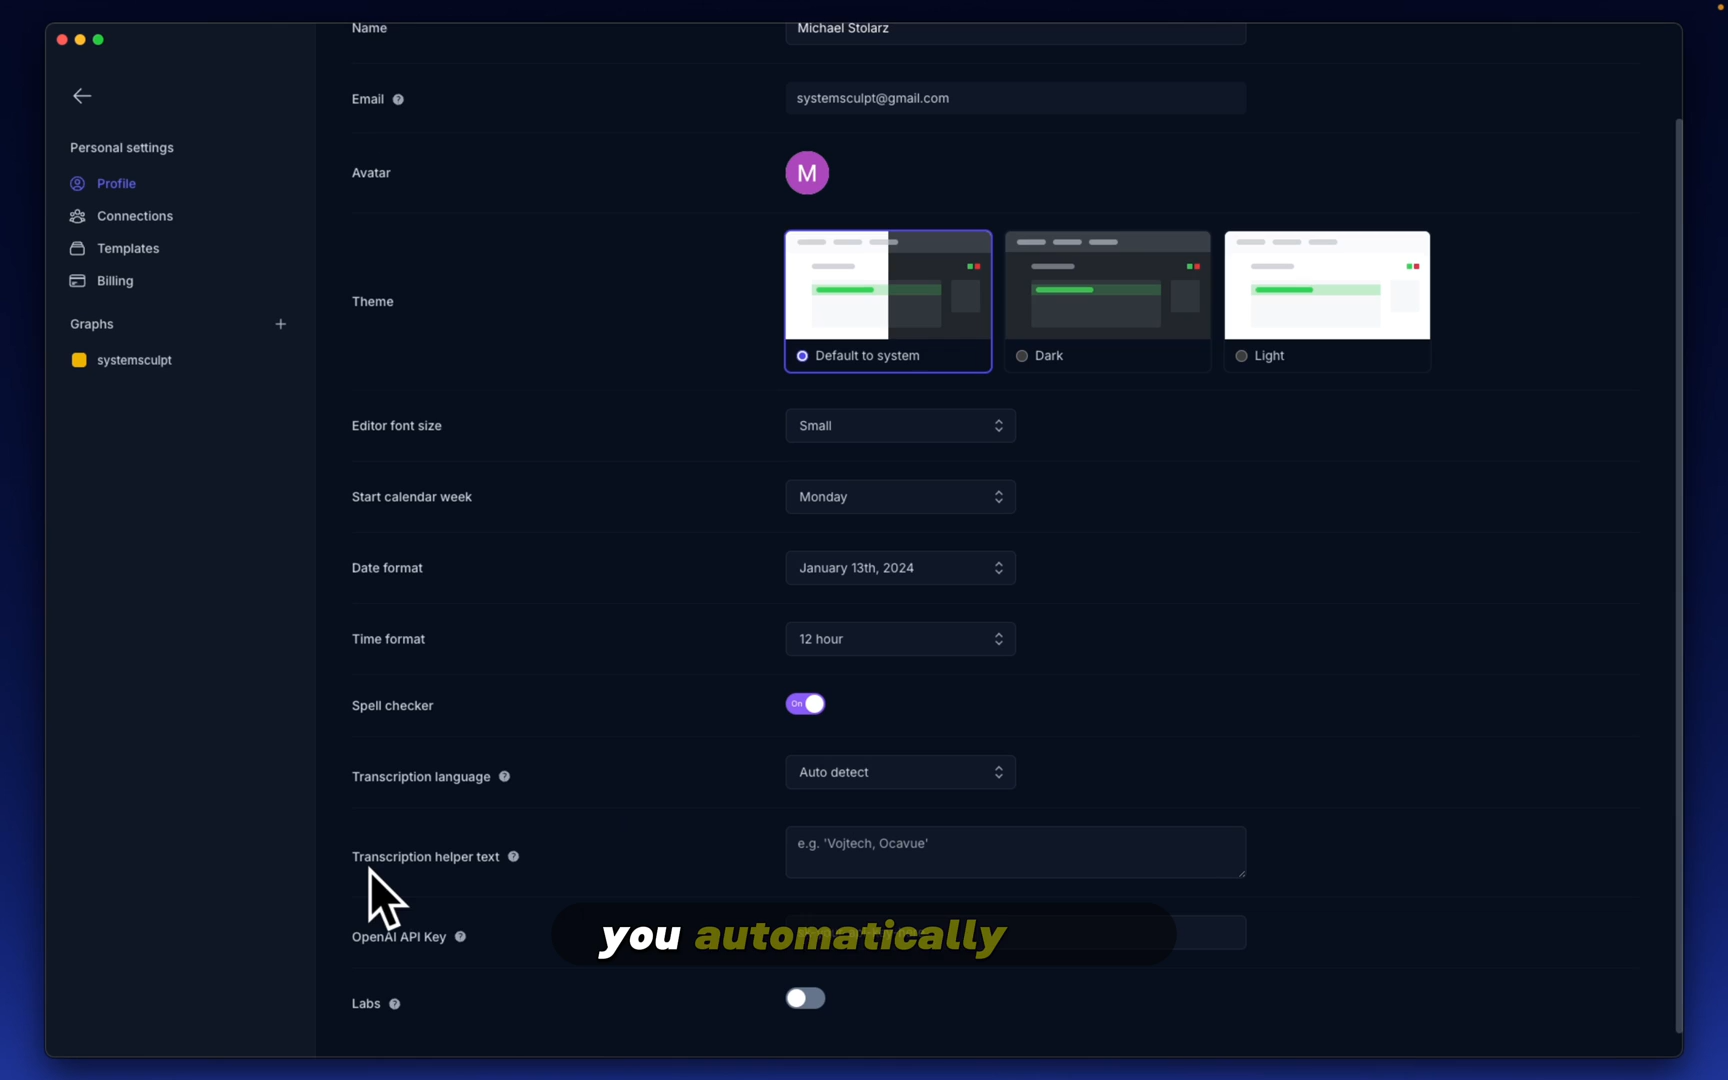 Name
Michael Stolarz
Email
systemsculpt@gmail.com
Personal settings
Avatar
M
Profile
Connections
Templates
Billing
Graphs
systemsculpt
Theme
Default to system
Dark
Light
Editor font size
Small
Start calendar week
Monday
Date format
January 13th, 2024
Time format
12 hour
Spell checker
On
Transcription language
Auto detect
Transcription helper text
e.g. 'Vojtech, Ocavue'
OpenAI API Key
you automatically
Labs